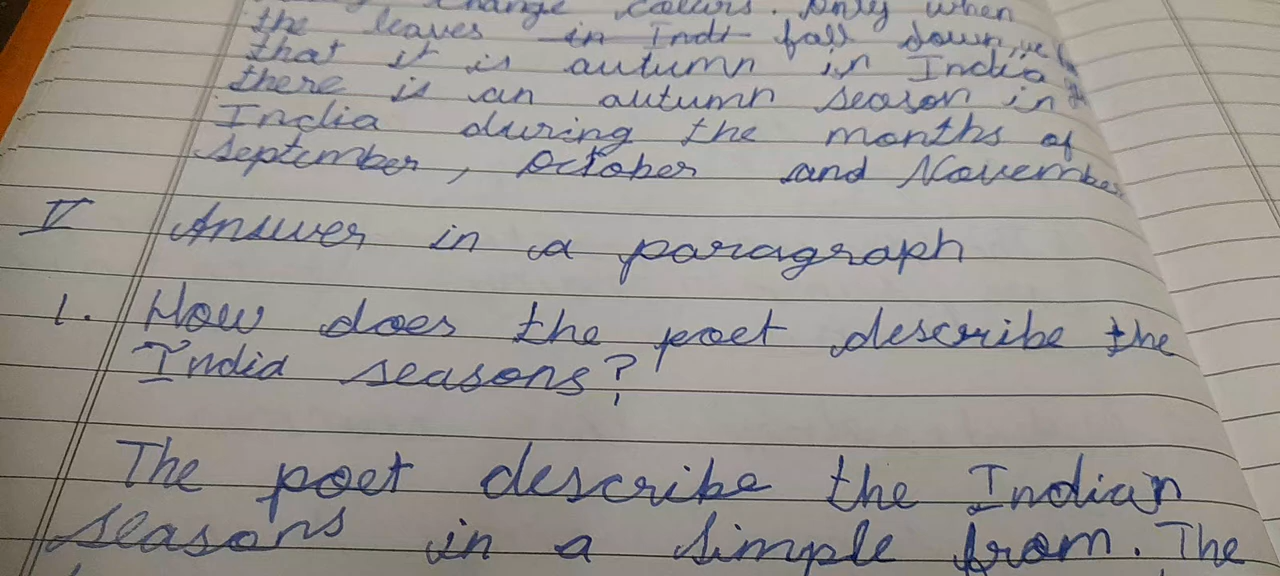 change colurs. Only when
the leaves in Indi fall down, we
that it is autumn in India
there is an autumn season in
India during the months of
September, October and November
V Answer in a paragraph
1. How does the poet describe the
India seasons?
The poet describe the Indian
seasons in a simple from. The